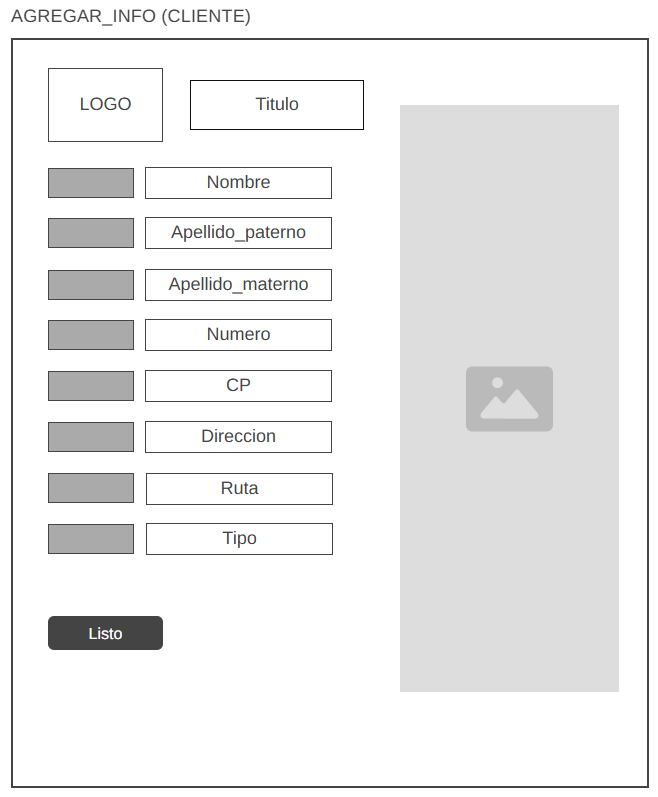 AGREGAR_INFO (CLIENTE)
LOGO
Titulo
Nombre
Apellido_paterno
Apellido_materno
Numero
CP
Direccion
Ruta
Tipo
Listo